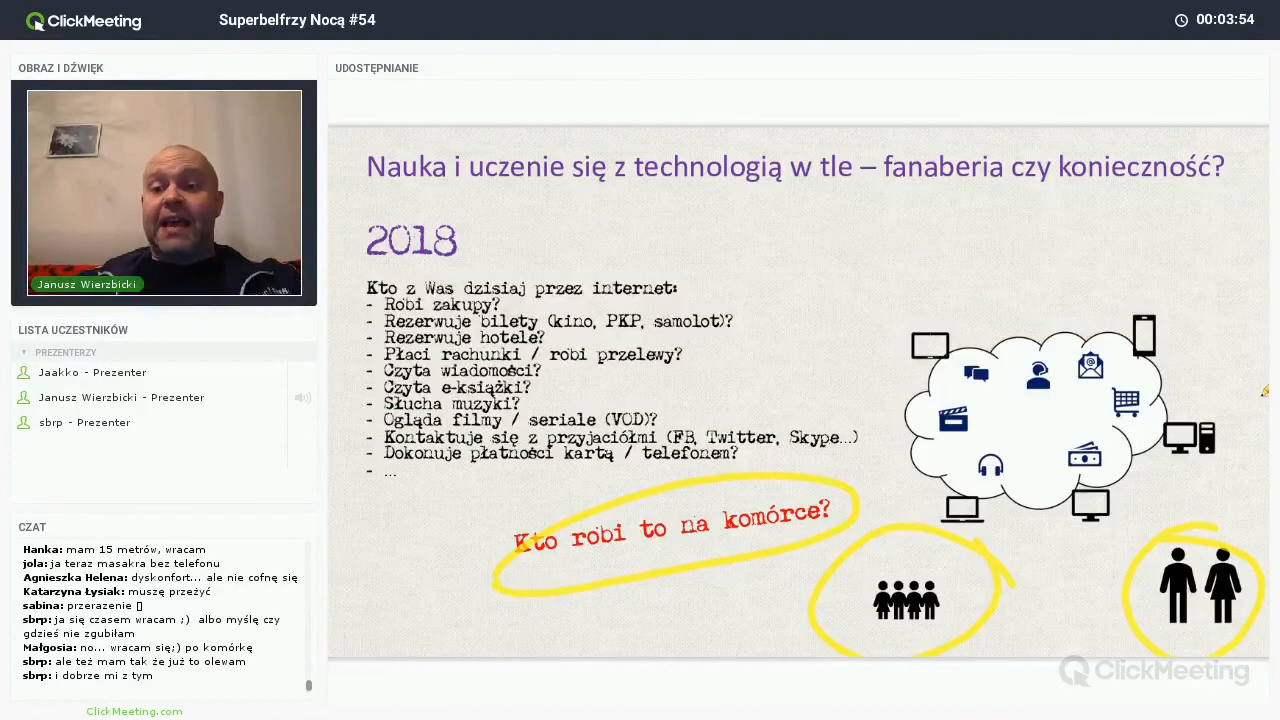 ClickMeeting
Superbelfrzy Nocą #54
00:03:54
OBRAZ I DŹWIĘK
Janusz Wierzbicki
LISTA UCZESTNIKÓW
PREZENTERZY
Jaakko - Prezenter
Janusz Wierzbicki - Prezenter
sbrp - Prezenter
CZAT
Hanka: mam 15 metrów, wracam
jola: ja teraz masakra bez telefonu
Agnieszka Helena: dyskonfort... ale nie cofnę się
Katarzyna Łysiak: muszę przeżyć
sabina: przerazenie []
sbrp: ja się czasem wracam ;) albo myślę czy
gdzieś nie zgubiłam
Małgosia: no... wracam się;) po komórkę
sbrp: ale też mam tak że już to olewam
sbrp: i dobrze mi z tym
ClickMeeting.com
UDOSTĘPNIANIE
Nauka i uczenie się z technologią w tle – fanaberia czy konieczność?
2018
Kto z Was dzisiaj przez internet:
- Robi zakupy?
- Rezerwuje bilety (kino, PKP, samolot)?
- Rezerwuje hotele?
- Płaci rachunki / robi przelewy?
- Czyta wiadomości?
- Czyta e-książki?
- Słucha muzyki?
- Ogląda filmy / seriale (VOD)?
- Kontaktuje się z przyjaciółmi (FB, Twitter, Skype...)
- Dokonuje płatności kartą / telefonem?
- ...
Kto robi to na komórce?
ClickMeeting